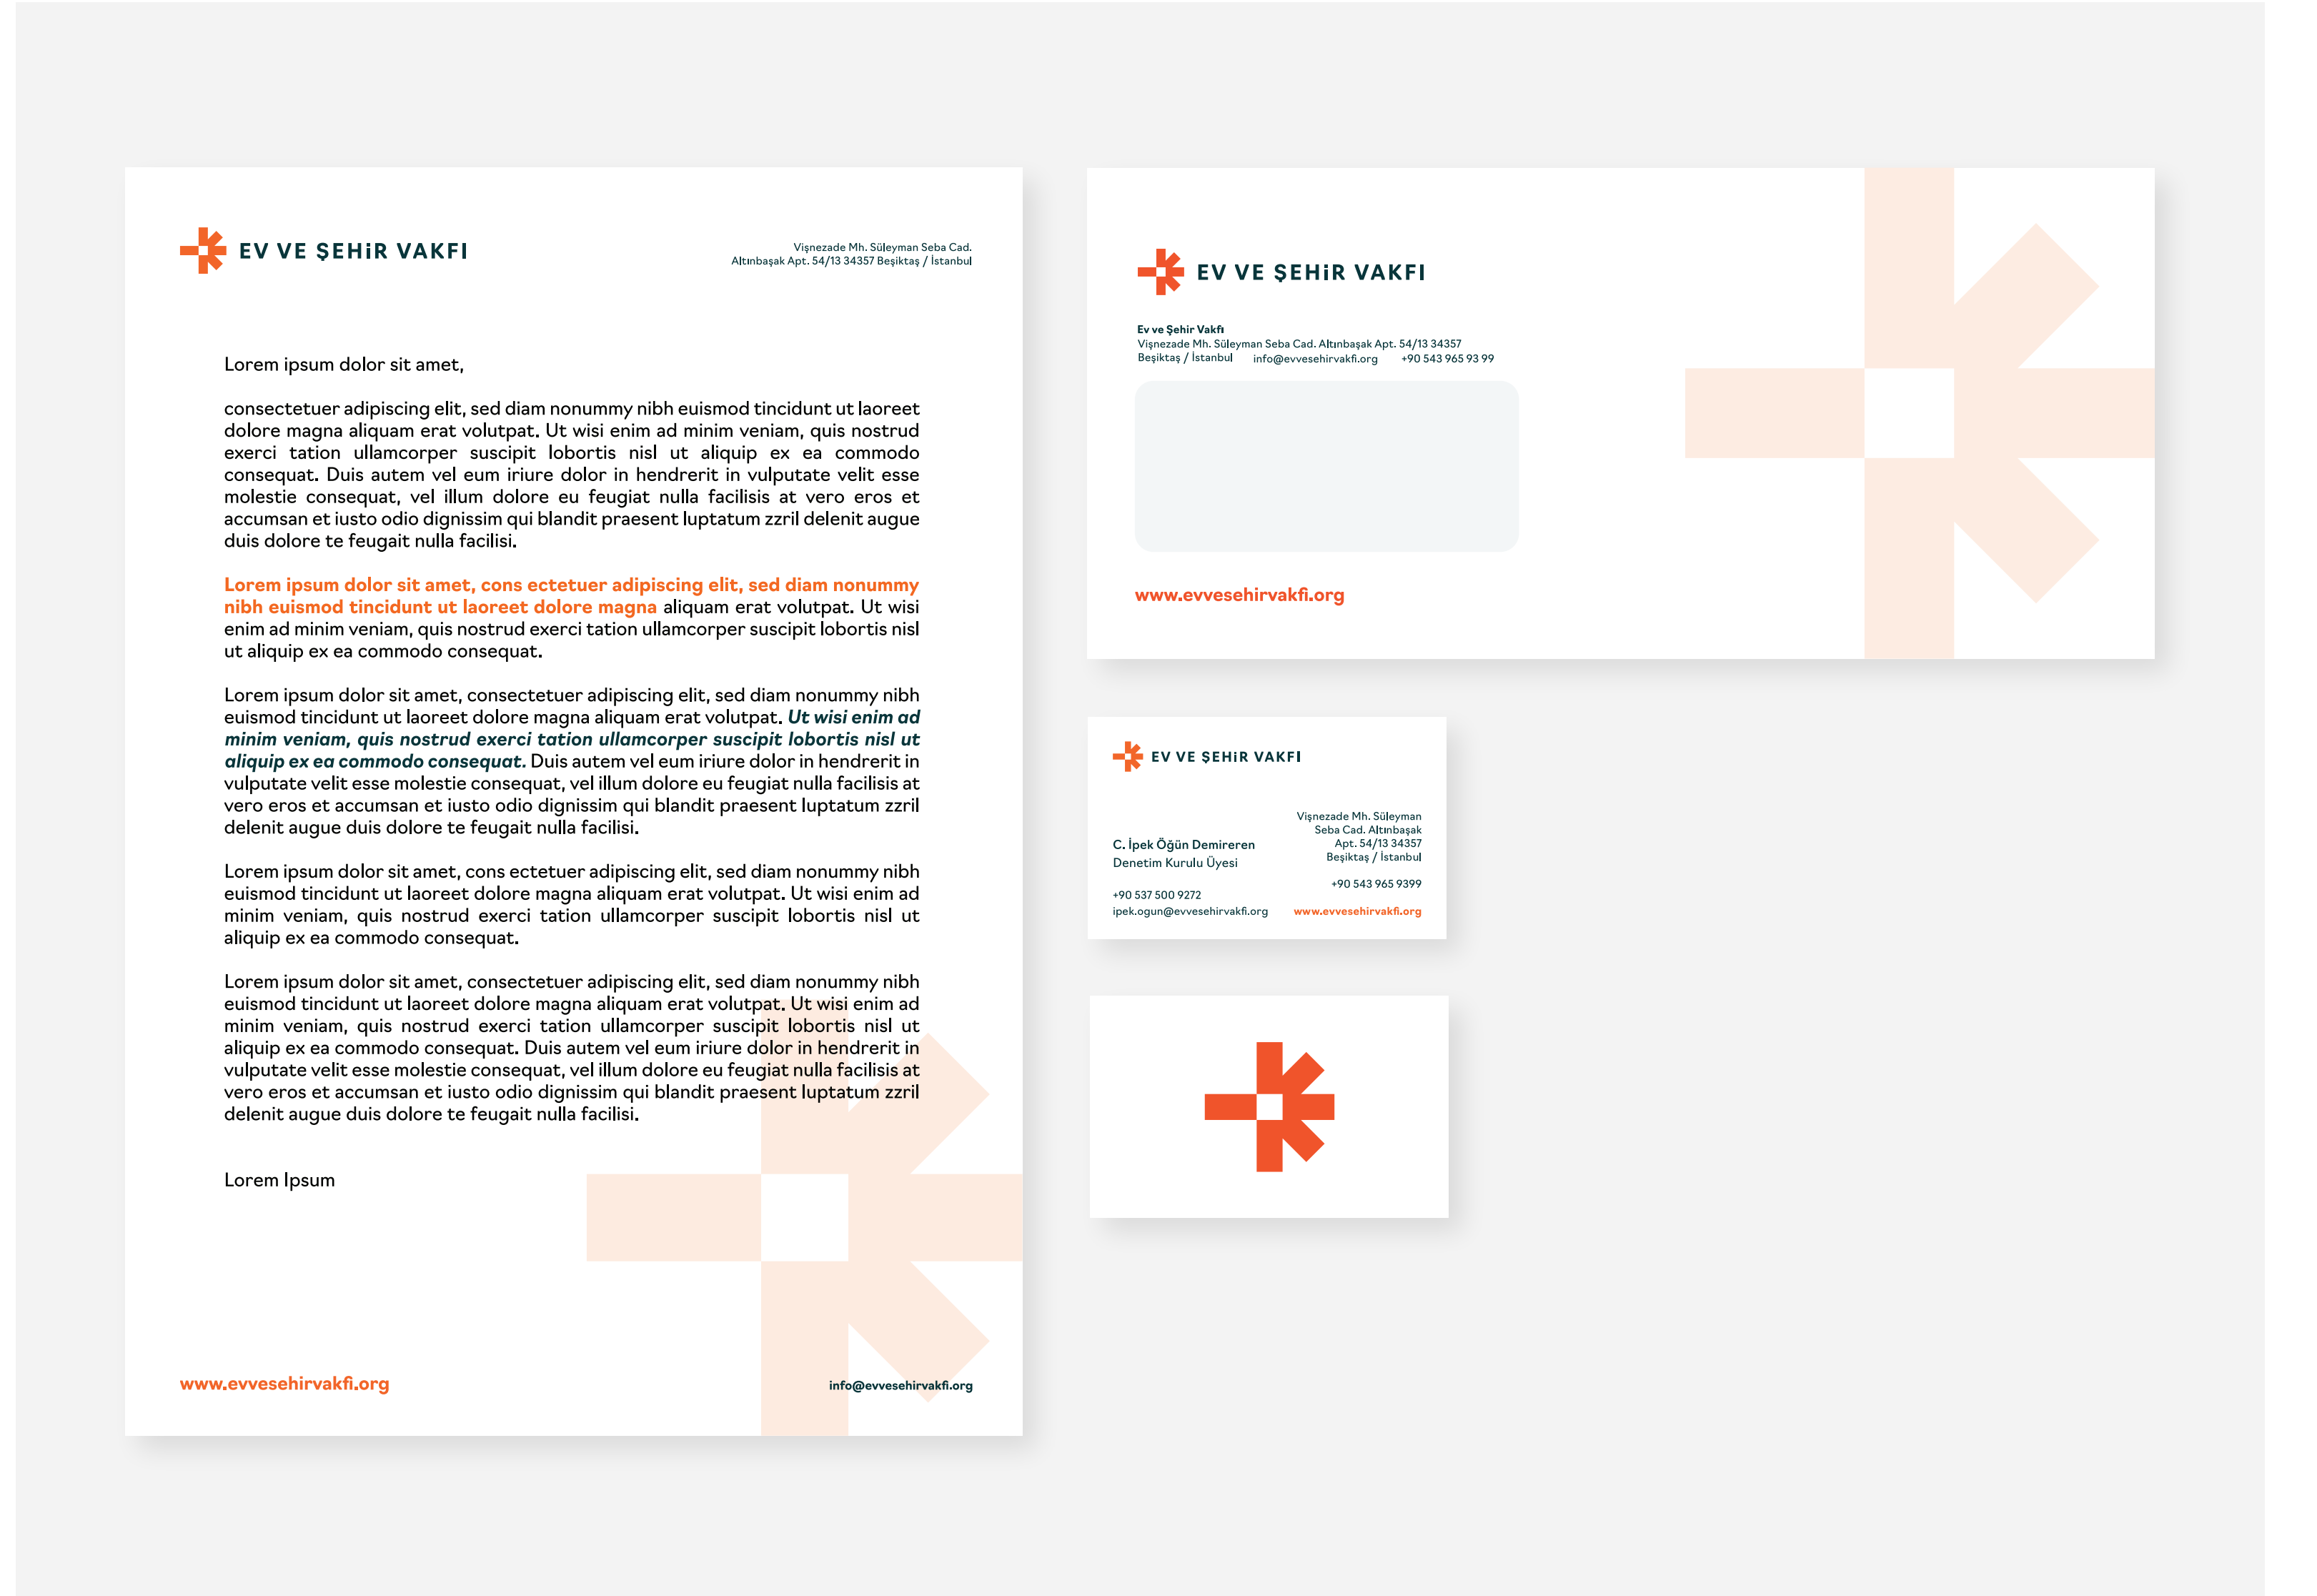 EV VE ŞEHiR VAKFI
Vişnezade Mh. Süleyman Seba Cad.
Altınbaşak Apt. 54/13 34357 Beşiktaş / İstanbul
Lorem ipsum dolor sit amet,
consectetuer adipiscing elit, sed diam nonummy nibh euismod tincidunt ut laoreet
dolore magna aliquam erat volutpat. Ut wisi enim ad minim veniam, quis nostrud
exerci tation ullamcorper suscipit lobortis nisl ut aliquip ex ea commodo
consequat. Duis autem vel eum iriure dolor in hendrerit in vulputate velit esse
molestie consequat, vel illum dolore eu feugiat nulla facilisis at vero eros et
accumsan et iusto odio dignissim qui blandit praesent luptatum zzril delenit augue
duis dolore te feugait nulla facilisi.
Lorem ipsum dolor sit amet, cons ectetuer adipiscing elit, sed diam nonummy
nibh euismod tincidunt ut laoreet dolore magna aliquam erat volutpat. Ut wisi
enim ad minim veniam, quis nostrud exerci tation ullamcorper suscipit lobortis nisl
ut aliquip ex ea commodo consequat.
Lorem ipsum dolor sit amet, consectetuer adipiscing elit, sed diam nonummy nibh
euismod tincidunt ut laoreet dolore magna aliquam erat volutpat. Ut wisi enim ad
minim veniam, quis nostrud exerci tation ullamcorper suscipit lobortis nisl ut
aliquip ex ea commodo consequat. Duis autem vel eum iriure dolor in hendrerit in
vulputate velit esse molestie consequat, vel illum dolore eu feugiat nulla facilisis at
vero eros et accumsan et iusto odio dignissim qui blandit praesent luptatum zzril
delenit augue duis dolore te feugait nulla facilisi.
Lorem ipsum dolor sit amet, cons ectetuer adipiscing elit, sed diam nonummy nibh
euismod tincidunt ut laoreet dolore magna aliquam erat volutpat. Ut wisi enim ad
minim veniam, quis nostrud exerci tation ullamcorper suscipit lobortis nisl ut
aliquip ex ea commodo consequat.
Lorem ipsum dolor sit amet, consectetuer adipiscing elit, sed diam nonummy nibh
euismod tincidunt ut laoreet dolore magna aliquam erat volutpat. Ut wisi enim ad
minim veniam, quis nostrud exerci tation ullamcorper suscipit lobortis nisl ut
aliquip ex ea commodo consequat. Duis autem vel eum iriure dolor in hendrerit in
vulputate velit esse molestie consequat, vel illum dolore eu feugiat nulla facilisis at
vero eros et accumsan et iusto odio dignissim qui blandit praesent luptatum zzril
delenit augue duis dolore te feugait nulla facilisi.
Lorem Ipsum
www.evvesehirvakfi.org
info@evvesehirvakfi.org
EV VE ŞEHiR VAKFI
Ev ve Şehir Vakfı
Vişnezade Mh. Süleyman Seba Cad. Altınbaşak Apt. 54/13 34357
Beşiktaş / İstanbul info@evvesehirvakfi.org +90 543 965 93 99
www.evvesehirvakfi.org
EV VE ŞEHiR VAKFI
C. İpek Öğün Demireren
Denetim Kurulu Üyesi
+90 537 500 9272
ipek.ogun@evvesehirvakfi.org
Vişnezade Mh. Süleyman
Seba Cad. Altınbaşak
Apt. 54/13 34357
Beşiktaş / İstanbul
+90 543 965 9399
www.evvesehirvakfi.org